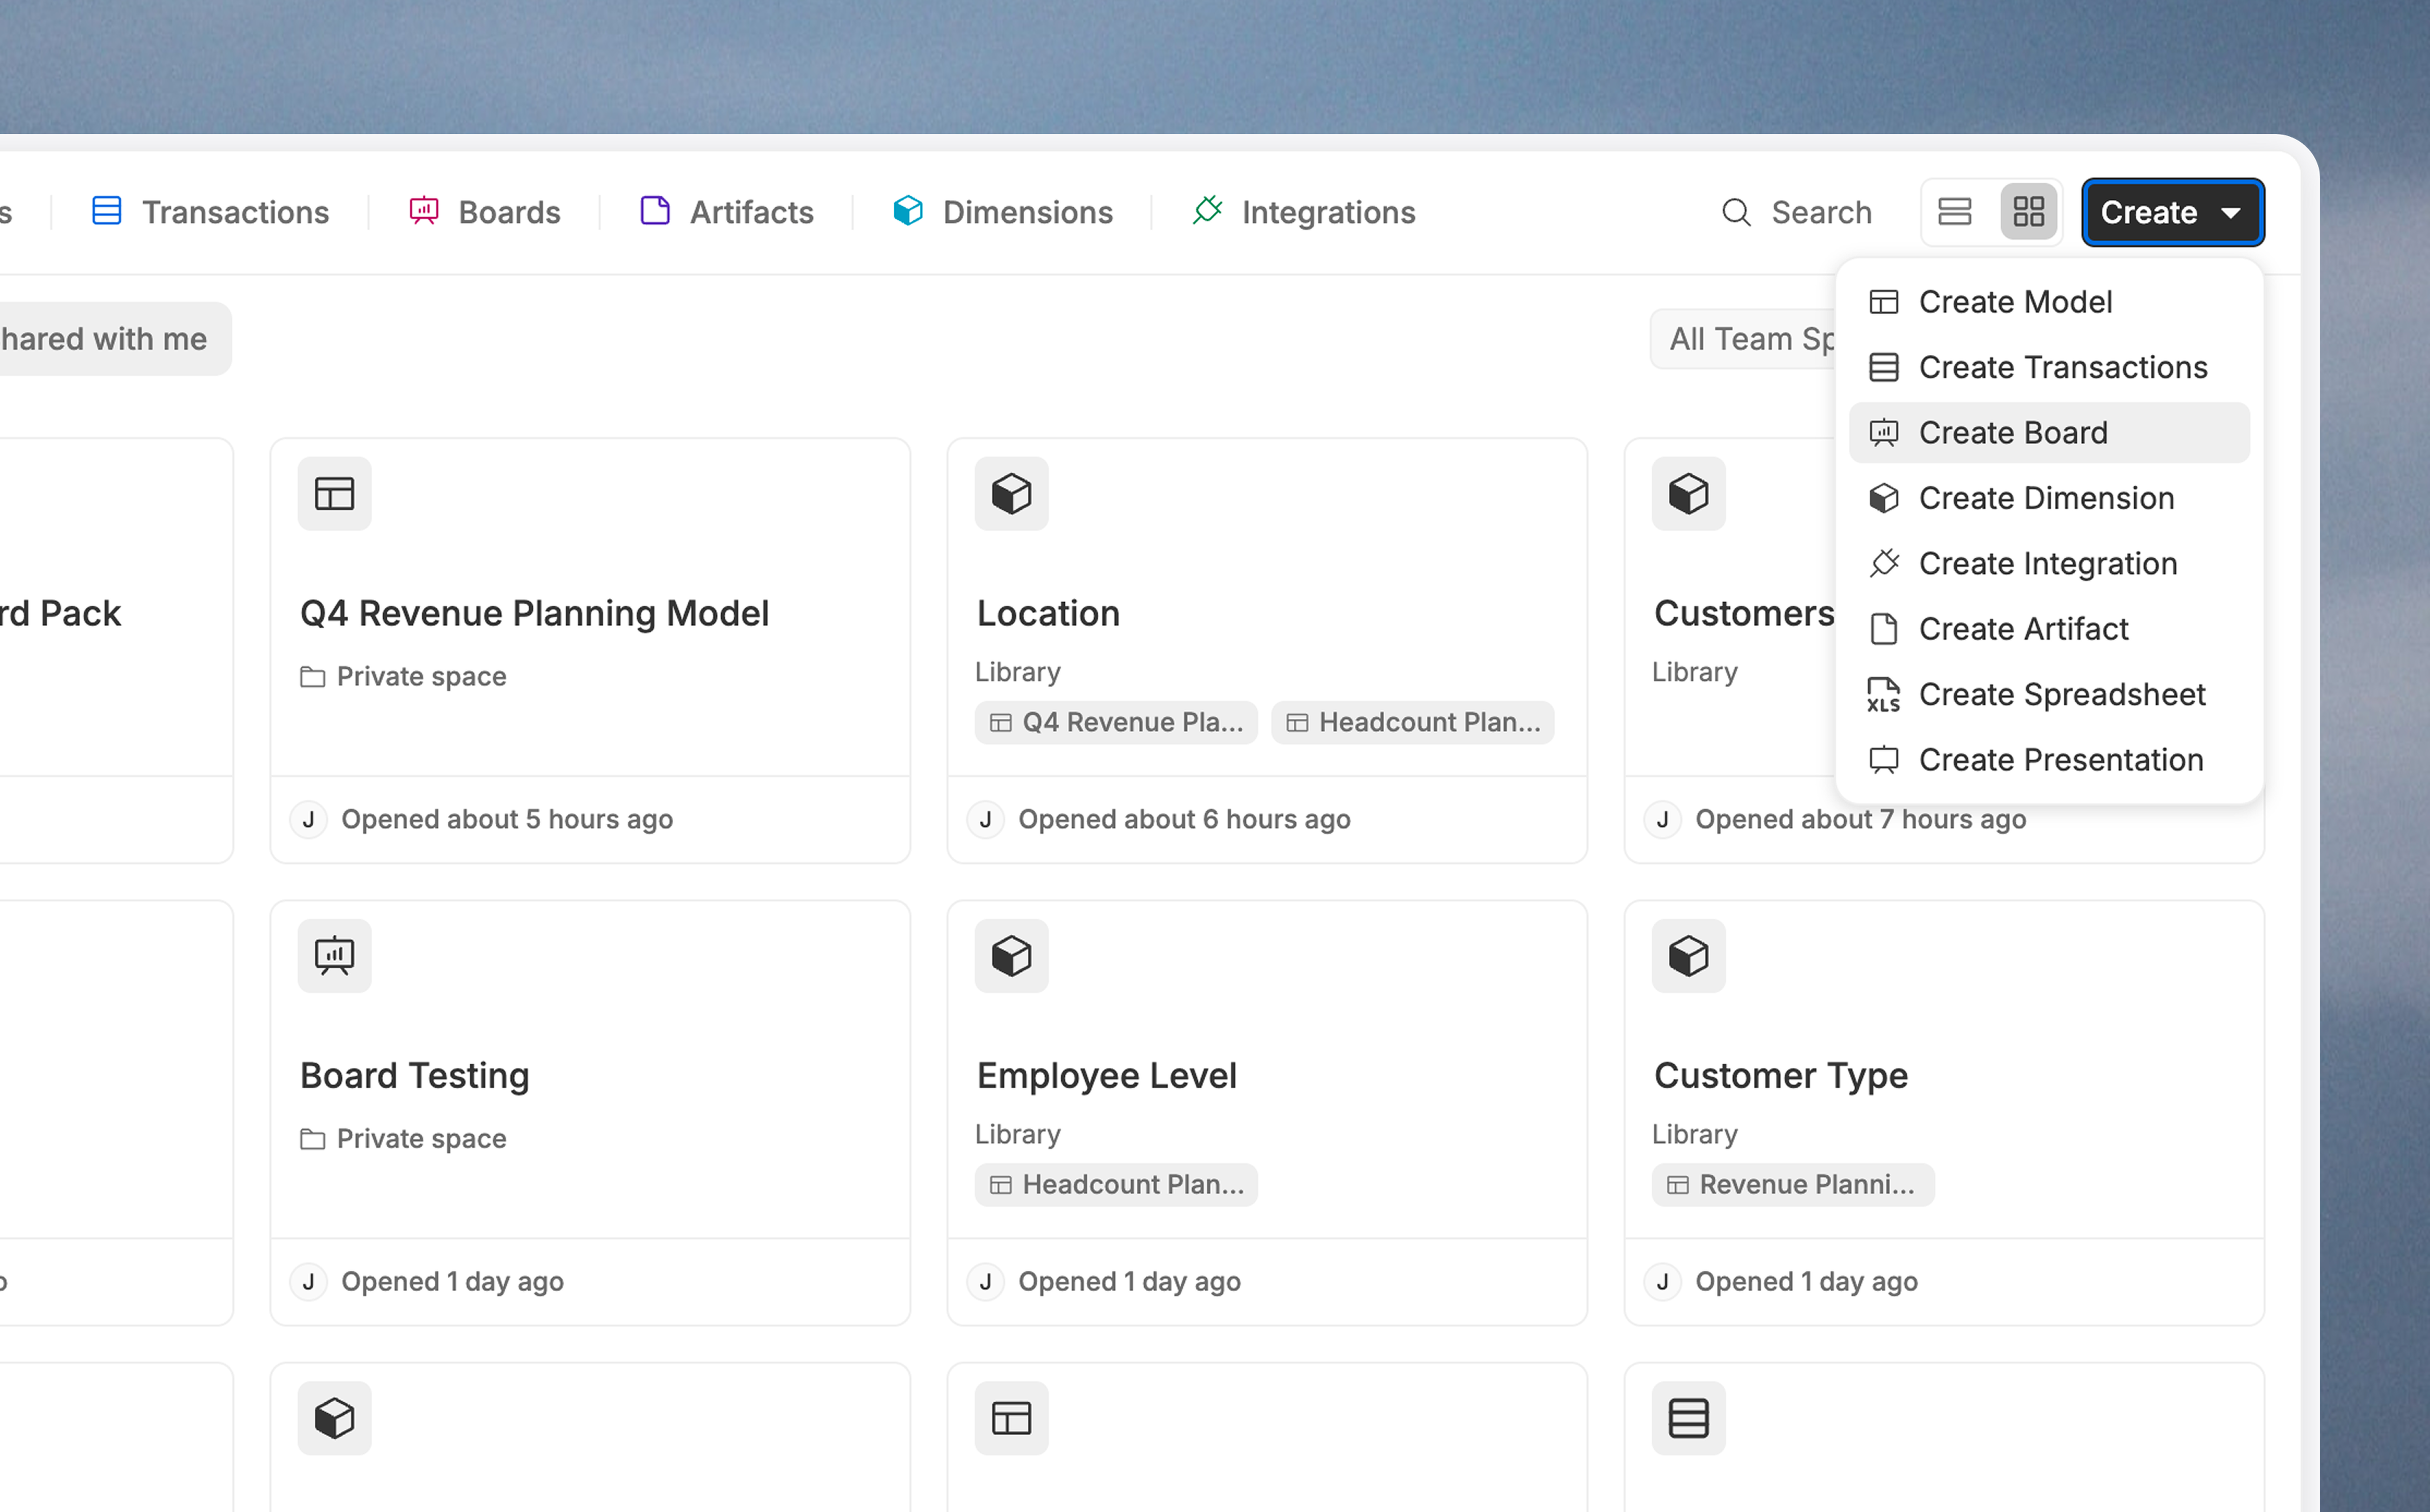 s Transactions Boards Artifacts Dimensions Integrations Search Create
hared with me All Team Sp
Create Model
Create Transactions
Create Board
Create Dimension
Create Integration
Create Artifact
XLS Create Spreadsheet
Create Presentation
rd Pack
Q4 Revenue Planning Model
Private space
J Opened about 5 hours ago
Location
Library
Q4 Revenue Pla... Headcount Plan...
J Opened about 6 hours ago
Customers
Library
J Opened about 7 hours ago
o
Board Testing
Private space
J Opened 1 day ago
Employee Level
Library
Headcount Plan...
J Opened 1 day ago
Customer Type
Library
Revenue Planni...
J Opened 1 day ago